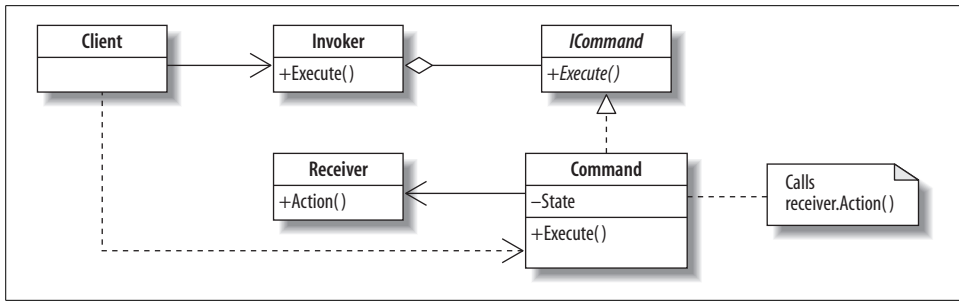 Client
Invoker
+Execute()
ICommand
+Execute()
Receiver
+Action()
Command
–State
+Execute()
Calls
receiver.Action()